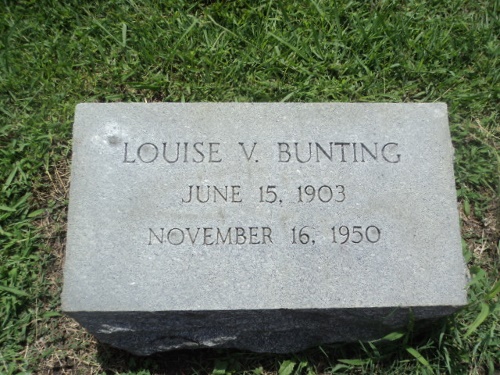 LOUISE V. BUNTING
JUNE 15, 1903
NOVEMBER 16, 1950